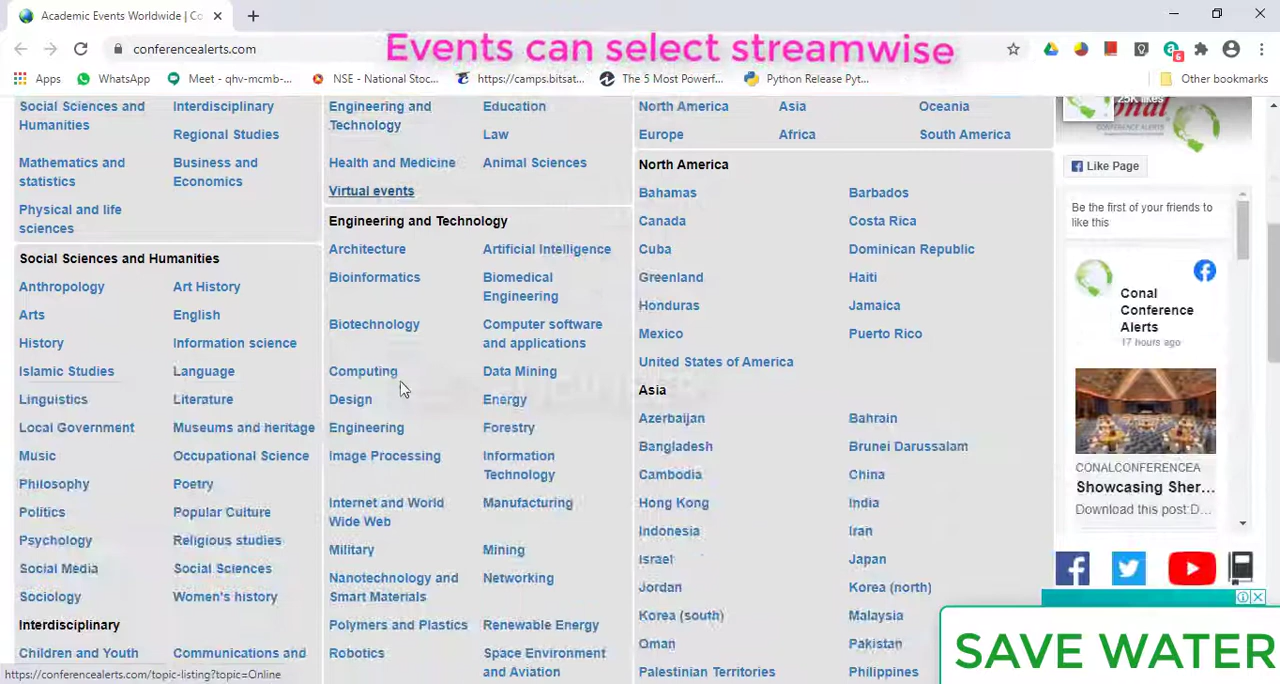 Academic Events Worldwide | Co
conferencealerts.com
Events can select streamwise
Apps
WhatsApp
Meet - qhv-mcmb-...
NSE - National Stoc...
https://camps.bitsat...
The 5 Most Powerf...
Python Release Pyt...
Other bookmarks
Social Sciences and
Humanities
Interdisciplinary
Regional Studies
Mathematics and
statistics
Business and
Economics
Physical and life
sciences
Social Sciences and Humanities
Anthropology
Art History
Arts
English
History
Information science
Islamic Studies
Language
Linguistics
Literature
Local Government
Museums and heritage
Music
Occupational Science
Philosophy
Poetry
Politics
Popular Culture
Psychology
Religious studies
Social Media
Social Sciences
Sociology
Women's history
Interdisciplinary
Children and Youth
Communications and
https://conferencealerts.com/topic-listing?topic=Online
Engineering and
Technology
Education
Law
Health and Medicine
Animal Sciences
Virtual events
Engineering and Technology
Architecture
Artificial Intelligence
Bioinformatics
Biomedical
Engineering
Biotechnology
Computer software
and applications
Computing
Data Mining
Design
Energy
Engineering
Forestry
Image Processing
Information
Technology
Internet and World
Wide Web
Manufacturing
Military
Mining
Nanotechnology and
Smart Materials
Networking
Polymers and Plastics
Renewable Energy
Robotics
Space Environment
and Aviation
North America
Asia
Oceania
Europe
Africa
South America
North America
Bahamas
Barbados
Canada
Costa Rica
Cuba
Dominican Republic
Greenland
Haiti
Honduras
Jamaica
Mexico
Puerto Rico
United States of America
Asia
Azerbaijan
Bahrain
Bangladesh
Brunei Darussalam
Cambodia
China
Hong Kong
India
Indonesia
Iran
Israel
Japan
Jordan
Korea (north)
Korea (south)
Malaysia
Oman
Pakistan
Palestinian Territories
Philippines
25K likes
CONFERENCE ALERTS
Like Page
Be the first of your friends to
like this
Conal
Conference
Alerts
17 hours ago
CONALCONFERENCEA
Showcasing Sher...
Download this post:D...
SAVE WATER
6